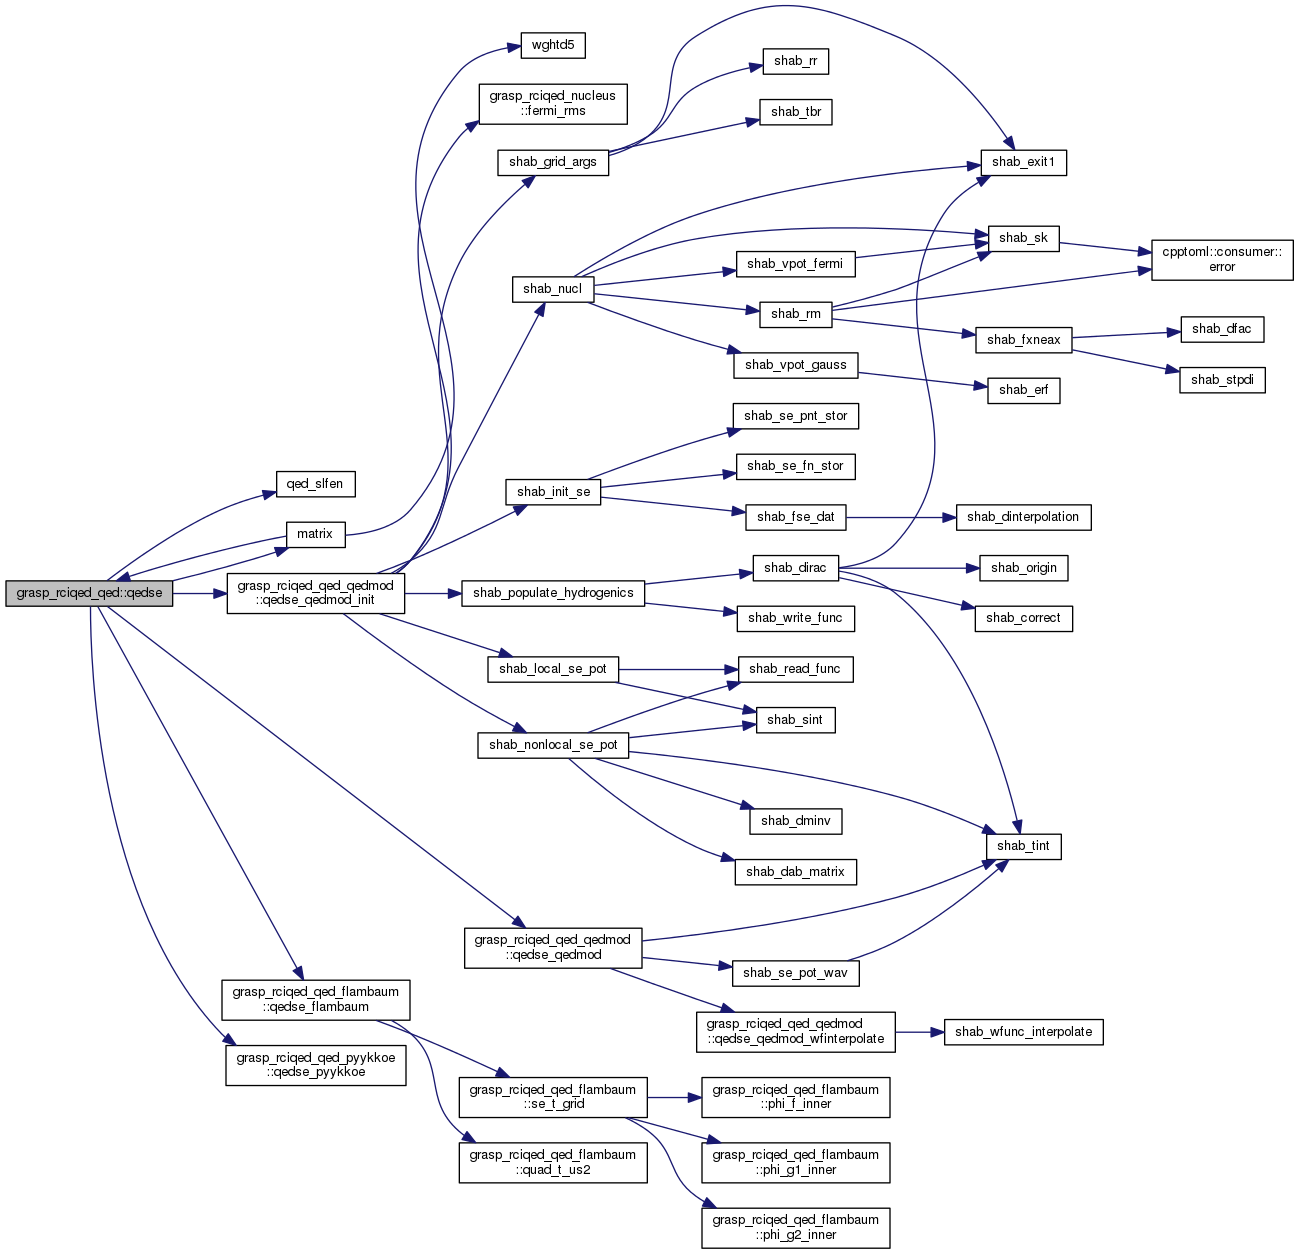 wghtd5
grasp_rciqed_nucleus
::fermi_rms
shab_rr
shab_tbr
shab_grid_args
shab_exit1
shab_sk
cpptoml::consumer::
error
shab_vpot_fermi
shab_nucl
shab_rm
shab_fxneax
shab_dfac
shab_vpot_gauss
shab_stpdi
shab_erf
shab_se_pnt_stor
shab_se_fn_stor
qed_slfen
shab_init_se
shab_fse_dat
shab_dinterpolation
matrix
shab_dirac
shab_origin
grasp_rciqed_qed::qedse
grasp_rciqed_qed_qedmod
::qedse_qedmod_init
shab_populate_hydrogenics
shab_write_func
shab_correct
shab_local_se_pot
shab_read_func
shab_sint
shab_nonlocal_se_pot
shab_dminv
shab_tint
shab_dab_matrix
grasp_rciqed_qed_qedmod
::qedse_qedmod
shab_se_pot_wav
grasp_rciqed_qed_flambaum
::qedse_flambaum
grasp_rciqed_qed_qedmod
::qedse_qedmod_wfinterpolate
shab_wfunc_interpolate
grasp_rciqed_qed_pyykkoe
::qedse_pyykkoe
grasp_rciqed_qed_flambaum
::se_t_grid
grasp_rciqed_qed_flambaum
::phi_f_inner
grasp_rciqed_qed_flambaum
::quad_t_us2
grasp_rciqed_qed_flambaum
::phi_g1_inner
grasp_rciqed_qed_flambaum
::phi_g2_inner